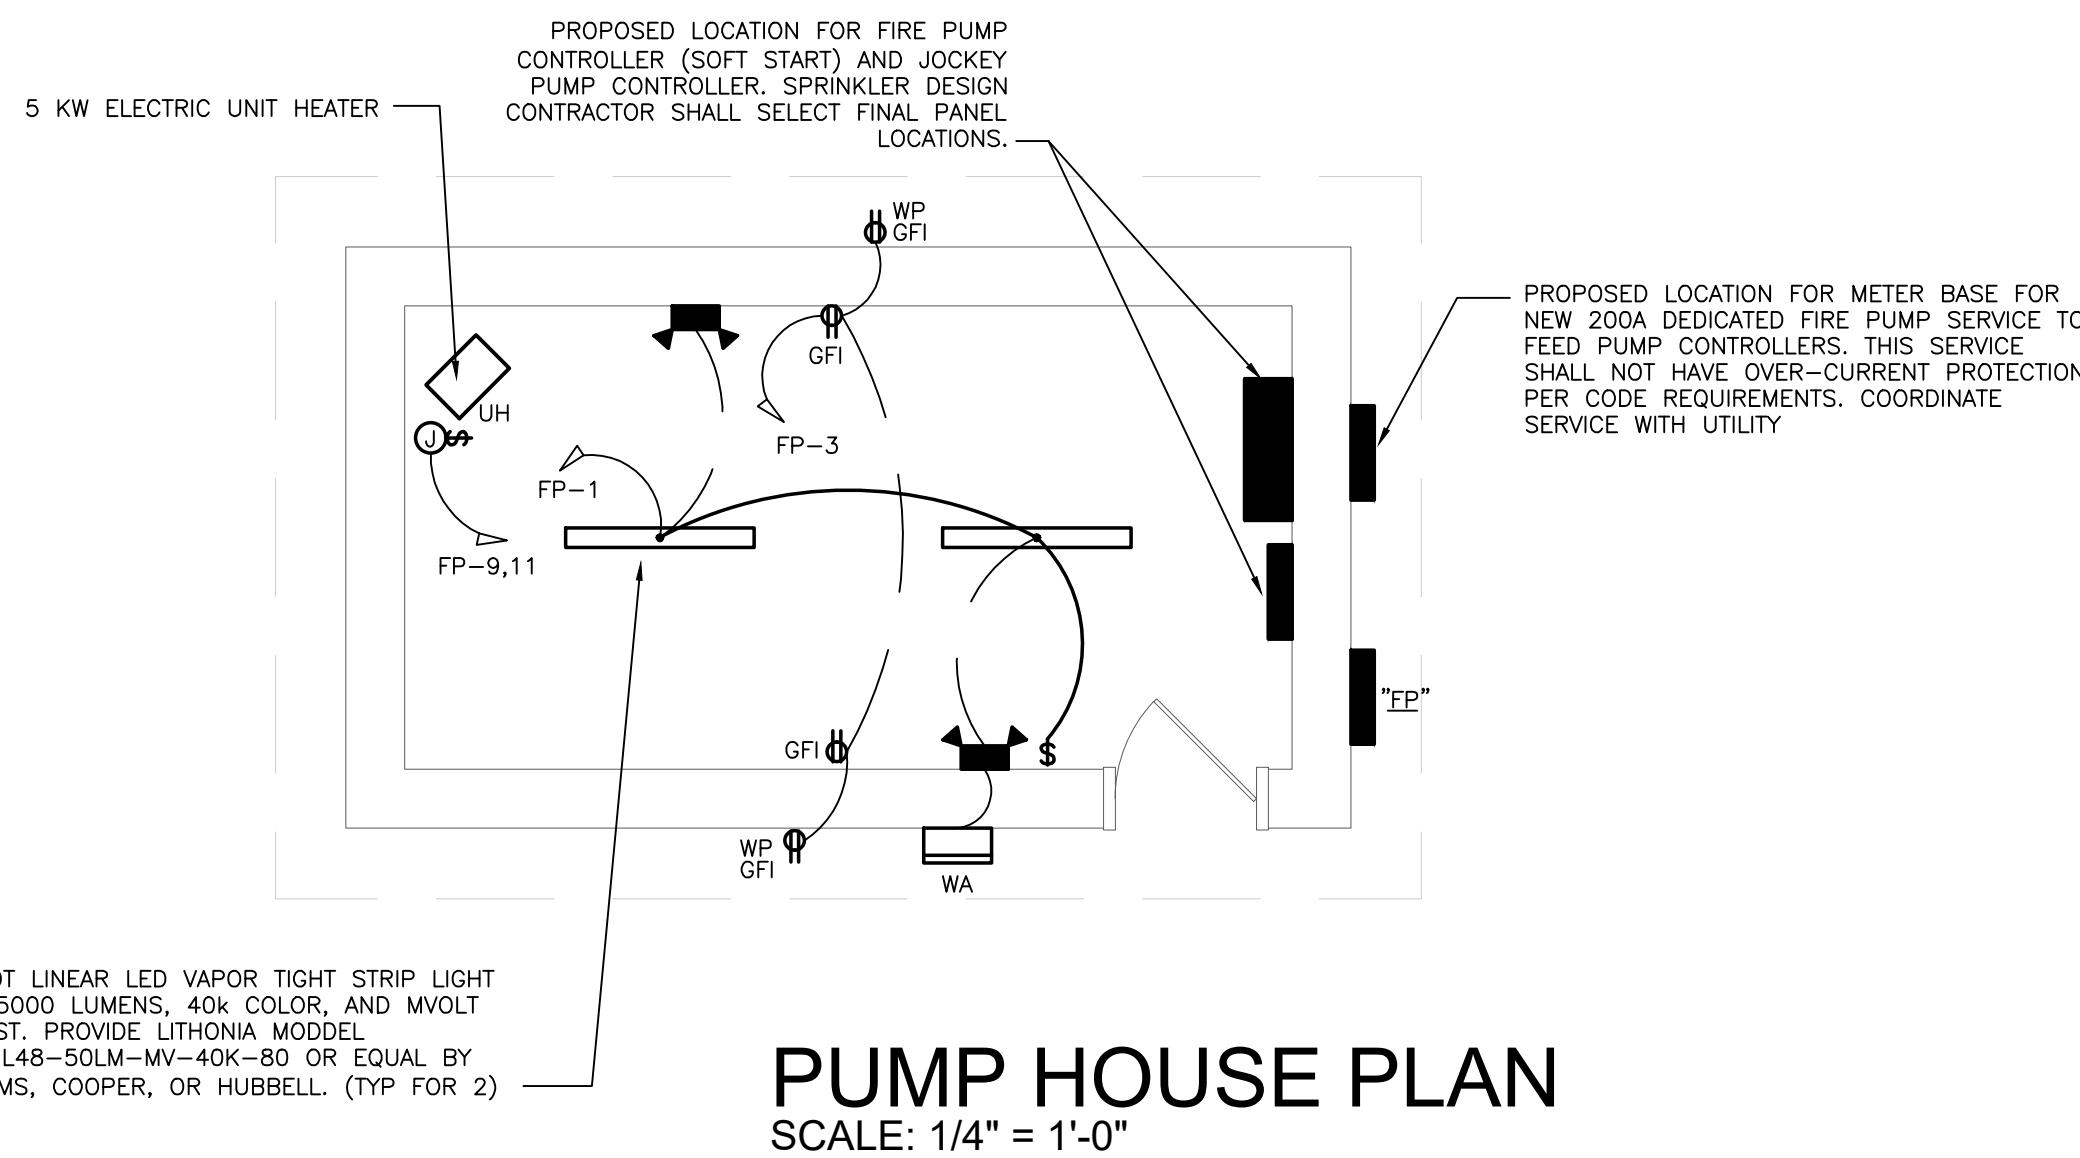 PROPOSED LOCATION FOR FIRE PUMP
CONTROLLER (SOFT START) AND JOCKEY
PUMP CONTROLLER. SPRINKLER DESIGN
CONTRACTOR SHALL SELECT FINAL PANEL
LOCATIONS.
5 KW ELECTRIC UNIT HEATER
WP
GFI
PROPOSED LOCATION FOR METER BASE FOR
NEW 200A DEDICATED FIRE PUMP SERVICE TO
FEED PUMP CONTROLLERS. THIS SERVICE
SHALL NOT HAVE OVER-CURRENT PROTECTION
PER CODE REQUIREMENTS. COORDINATE
SERVICE WITH UTILITY
GFI
UH
J $
FP-3
FP-1
FP-9,11
"FP"
GFI
$
WP
GFI
WA
LINEAR LED VAPOR TIGHT STRIP LIGHT
5000 LUMENS, 40k COLOR, AND MVOLT
PROVIDE LITHONIA MODDEL
L48-50LM-MV-40K-80 OR EQUAL BY
COOPER, OR HUBBELL. (TYP FOR 2)
PUMP HOUSE PLAN
SCALE: 1/4" = 1'-0"